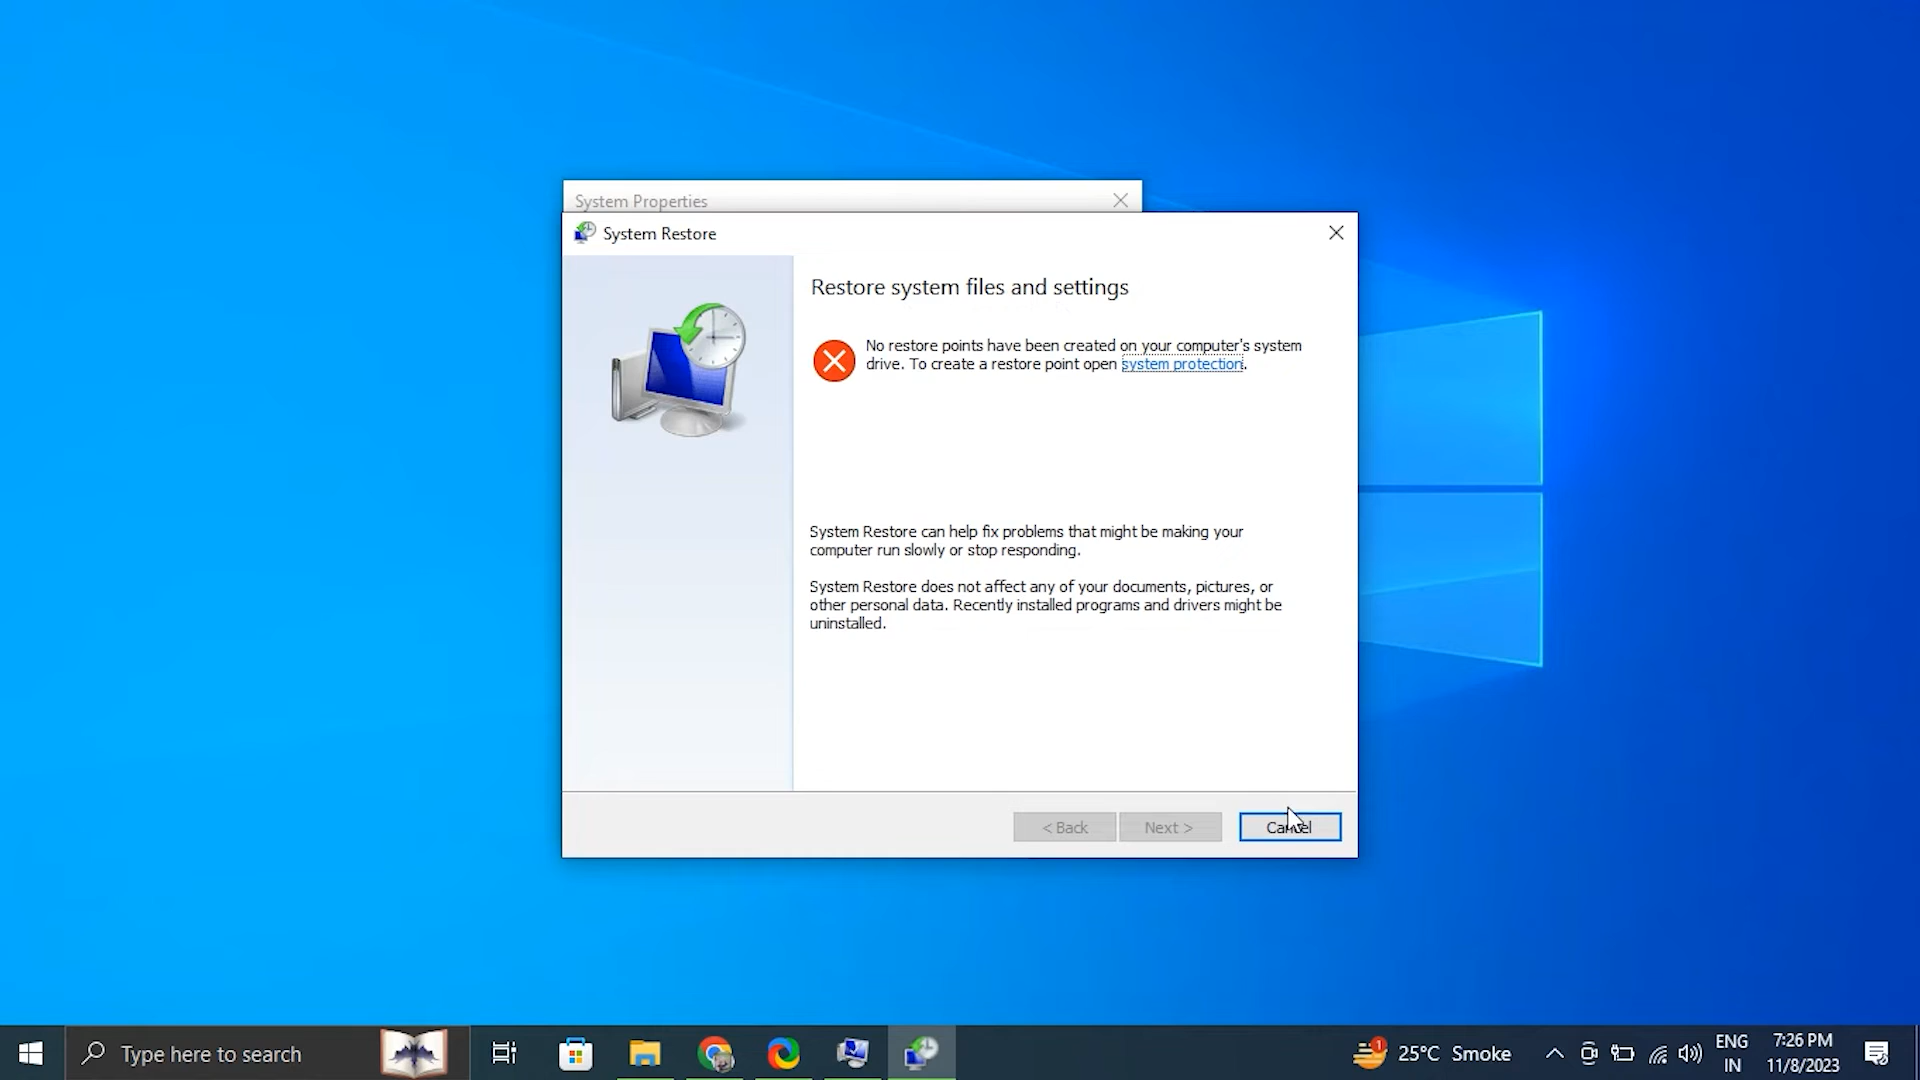 System Properties
System Restore
Restore system files and settings
No restore points have been created on your computer's system
drive. To create a restore point open system protection.
System Restore can help fix problems that might be making your
computer run slowly or stop responding.
System Restore does not affect any of your documents, pictures, or
other personal data. Recently installed programs and drivers might be
uninstalled.
< Back
Next >
Cancel
Type here to search
1
25°C Smoke
ENG
IN
7:26 PM
11/8/2023